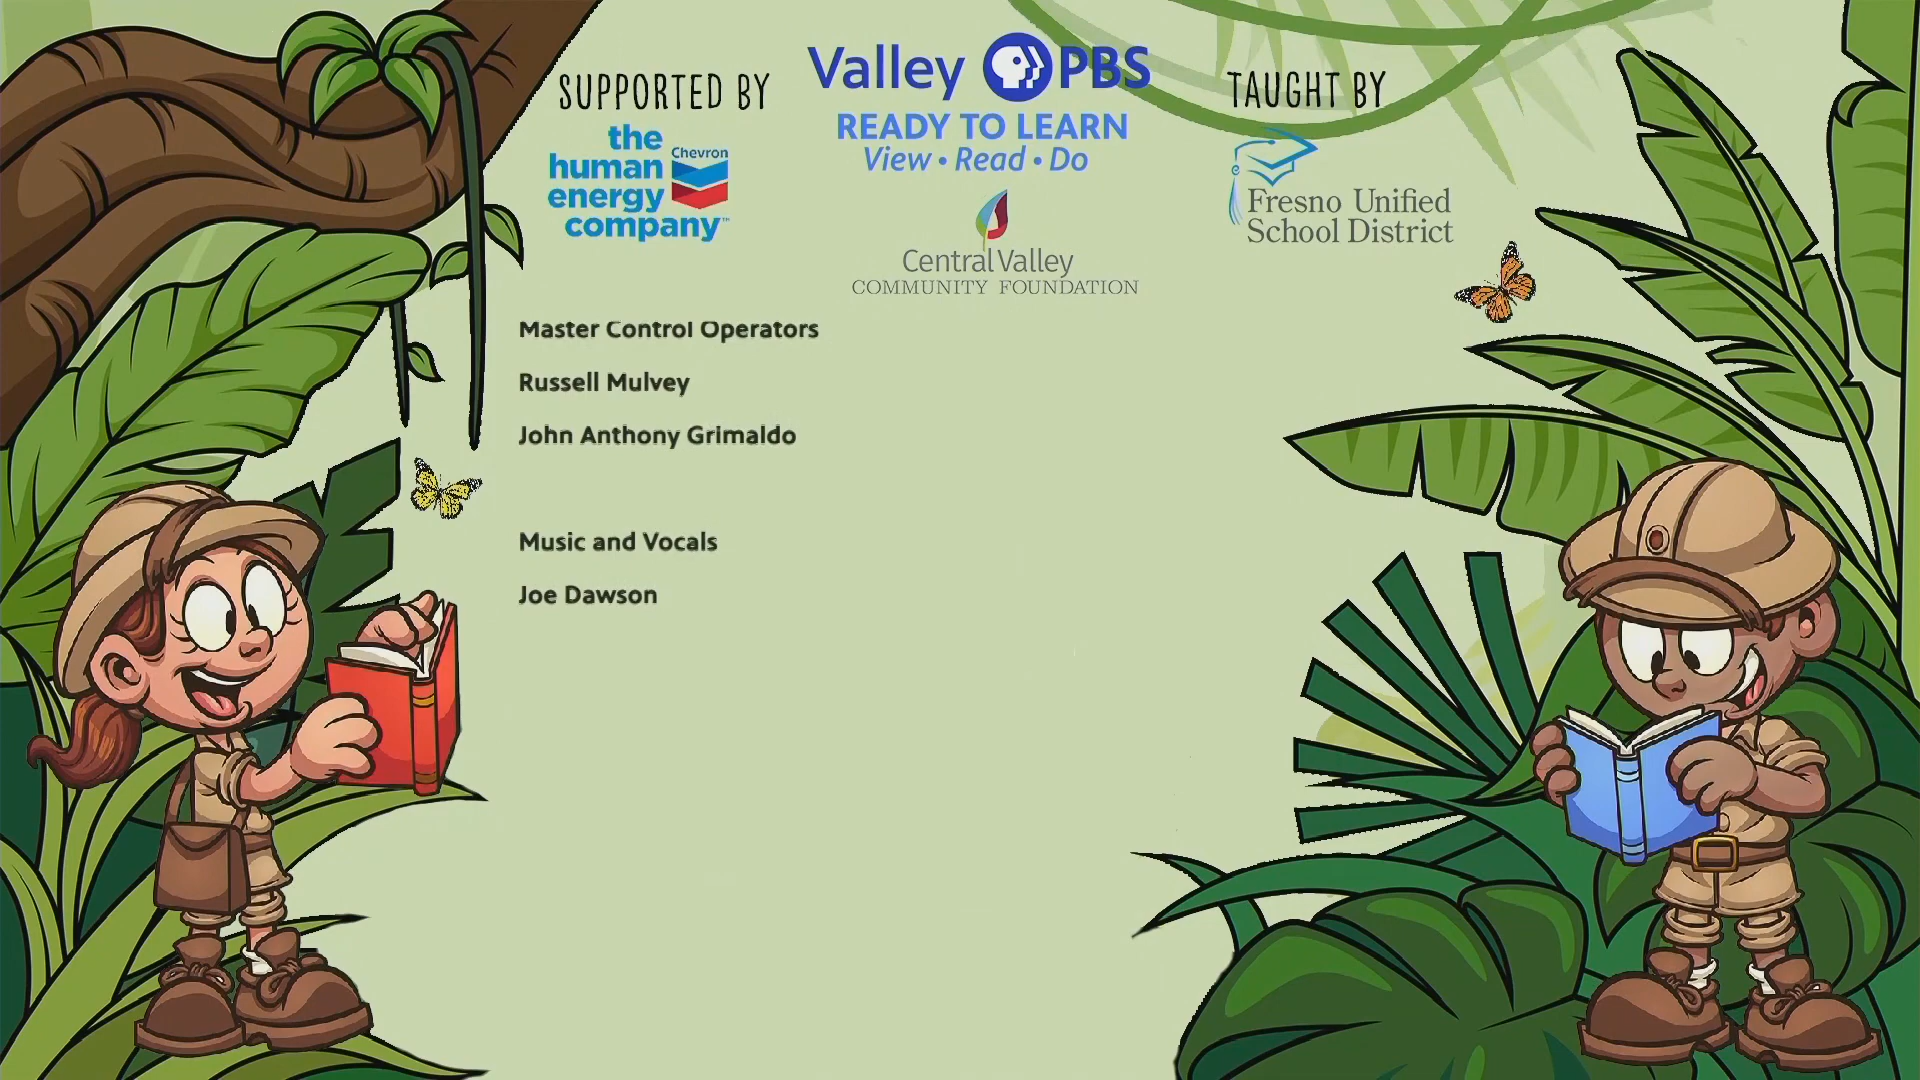 SUPPORTED BY
the
human
energy
company™
Chevron
Valley PBS
READY TO LEARN
View • Read • Do
Central Valley
COMMUNITY FOUNDATION
TAUGHT BY
Fresno Unified
School District
Master Control Operators
Russell Mulvey
John Anthony Grimaldo
Music and Vocals
Joe Dawson